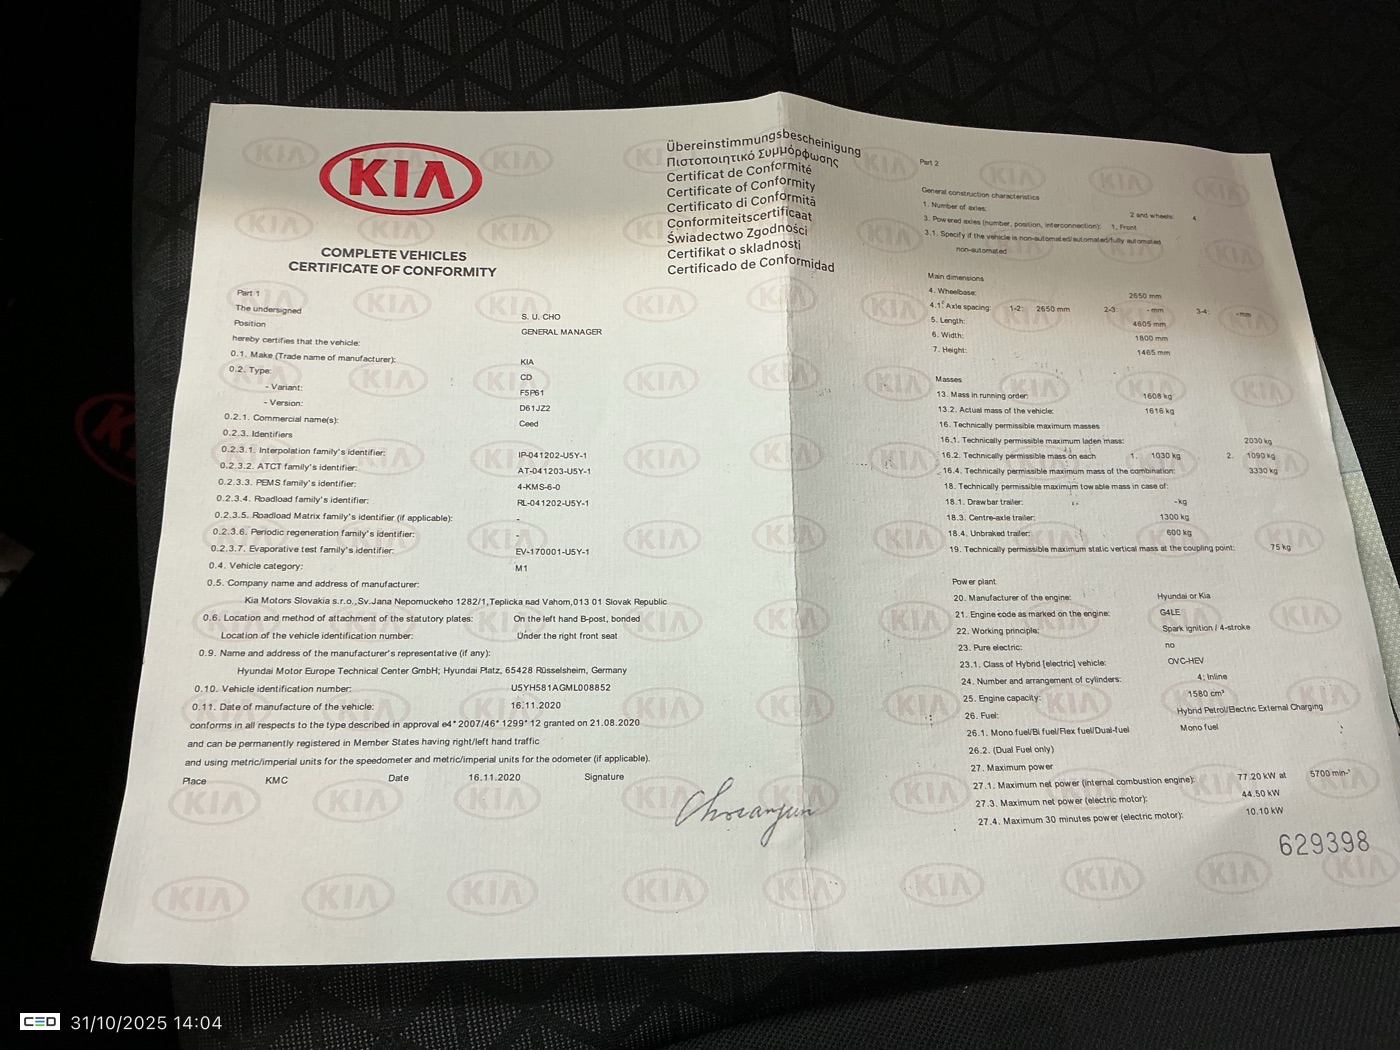 KIA
COMPLETE VEHICLES
CERTIFICATE OF CONFORMITY
Übereinstimmungsbescheinigung
Πιστοποιητικό Συμμόρφωσης
Certificat de Conformité
Certificate of Conformity
Certificato di Conformità
Conformiteitscertificaat
Świadectwo Zgodności
Certifikat o skladnosti
Certificado de Conformidad
Part 1
The undersigned S. U. CHO
Position GENERAL MANAGER
hereby certifies that the vehicle:
0.1. Make (Trade name of manufacturer): KIA
0.2. Type: CD
- Variant: F5P61
- Version: D61JZ2
0.2.1. Commercial name(s): Ceed
0.2.3. Identifiers
0.2.3.1. Interpolation family's identifier: IP-041202-U5Y-1
0.2.3.2. ATCT family's identifier: AT-041203-U5Y-1
0.2.3.3. PEMS family's identifier: 4-KMS-6-0
0.2.3.4. Roadload family's identifier: RL-041202-U5Y-1
0.2.3.5. Roadload Matrix family's identifier (if applicable): -
0.2.3.6. Periodic regeneration family's identifier: -
0.2.3.7. Evaporative test family's identifier: EV-170001-U5Y-1
0.4. Vehicle category: M1
0.5. Company name and address of manufacturer:
Kia Motors Slovakia s.r.o.,Sv.Jana Nepomuckeho 1282/1,Teplicka nad Vahom,013 01 Slovak Republic
0.6. Location and method of attachment of the statutory plates: On the left hand B-post, bonded
Location of the vehicle identification number: Under the right front seat
0.9. Name and address of the manufacturer's representative (if any):
Hyundai Motor Europe Technical Center GmbH; Hyundai Platz, 65428 Rüsselsheim, Germany
0.10. Vehicle identification number: U5YH581AGML008852
0.11. Date of manufacture of the vehicle: 16.11.2020
conforms in all respects to the type described in approval e4*2007/46*1299*12 granted on 21.08.2020
and can be permanently registered in Member States having right/left hand traffic
and using metric/imperial units for the speedometer and metric/imperial units for the odometer (if applicable).
Place KMC Date 16.11.2020 Signature
Part 2
General construction characteristics
1. Number of axles: 2 and wheels: 4
3. Powered axles (number, position, interconnection): 1, Front
3.1. Specify if the vehicle is non-automated/automated/fully automated
non-automated
Main dimensions
4. Wheelbase: 2650 mm
4.1. Axle spacing: 1-2: 2650 mm 2-3: - mm 3-4: - mm
5. Length: 4605 mm
6. Width: 1800 mm
7. Height: 1465 mm
Masses
13. Mass in running order: 1608 kg
13.2. Actual mass of the vehicle: 1616 kg
16. Technically permissible maximum masses
16.1. Technically permissible maximum laden mass: 2030 kg
16.2. Technically permissible mass on each 1. 1030 kg 2. 1090 kg
16.4. Technically permissible maximum mass of the combination: 3330 kg
18. Technically permissible maximum towable mass in case of:
18.1. Drawbar trailer: - kg
18.3. Centre-axle trailer: 1300 kg
18.4. Unbraked trailer: 600 kg
19. Technically permissible maximum static vertical mass at the coupling point: 75 kg
Power plant
20. Manufacturer of the engine: Hyundai or Kia
21. Engine code as marked on the engine: G4LE
22. Working principle: Spark ignition / 4-stroke
23. Pure electric: no
23.1. Class of Hybrid [electric] vehicle: OVC-HEV
24. Number and arrangement of cylinders: 4; Inline
25. Engine capacity: 1580 cm³
26. Fuel: Hybrid Petrol/Electric External Charging
26.1. Mono fuel/Bi fuel/Flex fuel/Dual-fuel Mono fuel
26.2. (Dual Fuel only)
27. Maximum power
27.1. Maximum net power (internal combustion engine): 77.20 kW at 5700 min-¹
27.3. Maximum net power (electric motor): 44.50 kW
27.4. Maximum 30 minutes power (electric motor): 10.10 kW
629398
31/10/2025 14:04